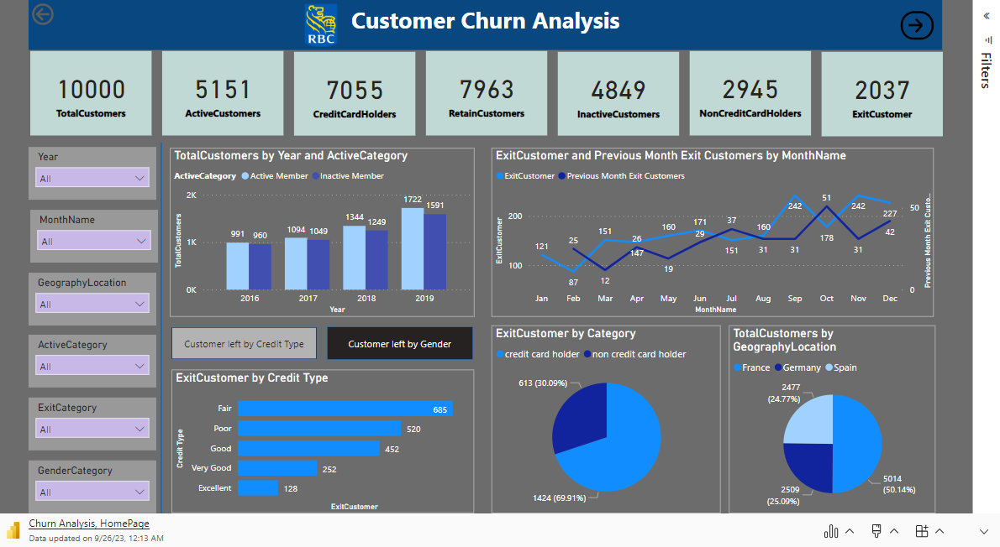 RBC
Customer Churn Analysis
10000
TotalCustomers
5151
ActiveCustomers
7055
CreditCardHolders
7963
RetainCustomers
4849
InactiveCustomers
2945
NonCreditCardHolders
2037
ExitCustomer
Filters
Year
All
MonthName
All
GeographyLocation
All
ActiveCategory
All
ExitCategory
All
GenderCategory
All
TotalCustomers by Year and ActiveCategory
ActiveCategory Active Member Inactive Member
TotalCustomers
2K
1K
0K
991
960
1094
1049
1344
1249
1722
1591
2016
2017
2018
2019
Year
ExitCustomer and Previous Month Exit Customers by MonthName
ExitCustomer Previous Month Exit Customers
ExitCustomer
200
100
121
87
151
147
160
171
151
160
242
178
242
227
25
12
26
19
29
37
31
31
51
31
42
50
0
Previous Month Exit Custo...
Jan
Feb
Mar
Apr
May
Jun
Jul
Aug
Sep
Oct
Nov
Dec
MonthName
Customer left by Credit Type
Customer left by Gender
ExitCustomer by Credit Type
Credit Type
Fair
685
Poor
520
Good
452
Very Good
252
Excellent
128
ExitCustomer
ExitCustomer by Category
credit card holder non credit card holder
613 (30.09%)
1424 (69.91%)
TotalCustomers by
GeographyLocation
France Germany Spain
2477
(24.77%)
5014
(50.14%)
2509
(25.09%)
Churn Analysis, HomePage
Data updated on 9/26/23, 12:13 AM